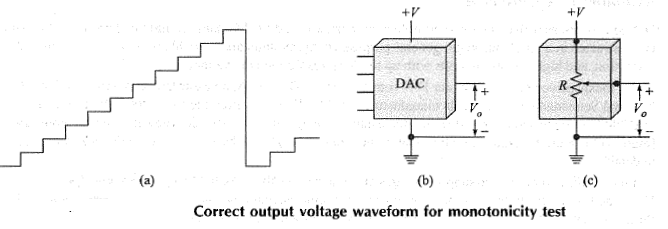 +V
+V
DAC
R
+
V_o
−
+
V_o
−
(a)
(b)
(c)
Correct output voltage waveform for monotonicity test